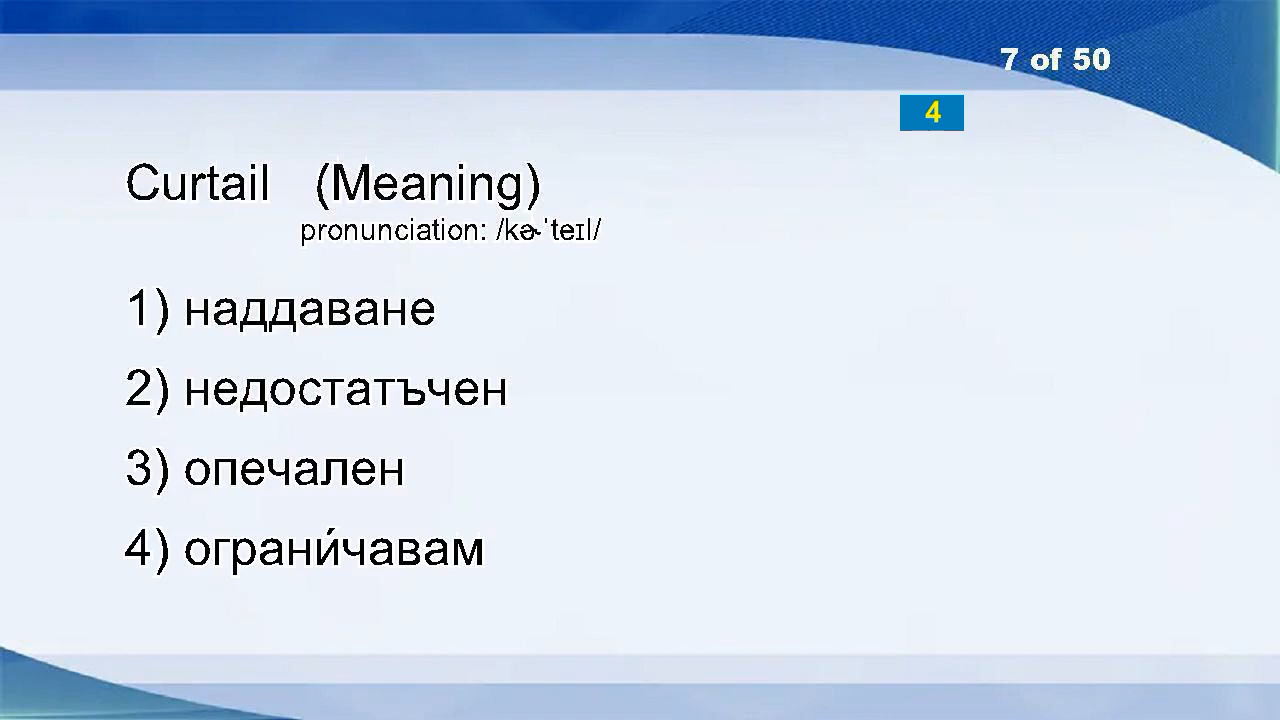 7 of 50
4
Curtail (Meaning)
pronunciation: /kɚˈteɪl/
1) наддаване
2) недостатъчен
3) опечален
4) ограни́чавам